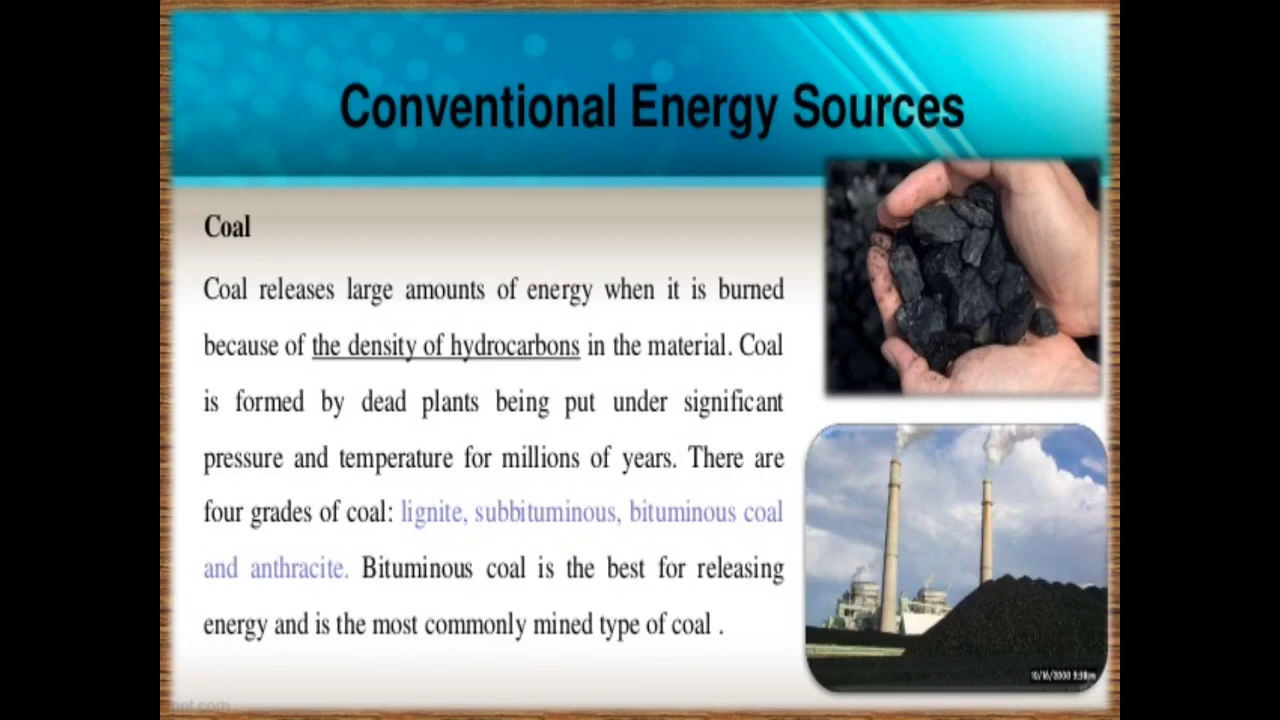 Conventional Energy Sources
Coal
Coal releases large amounts of energy when it is burned
because of the density of hydrocarbons in the material. Coal
is formed by dead plants being put under significant
pressure and temperature for millions of years. There are
four grades of coal: lignite, subbituminous, bituminous coal
and anthracite. Bituminous coal is the best for releasing
energy and is the most commonly mined type of coal .
ppt.com